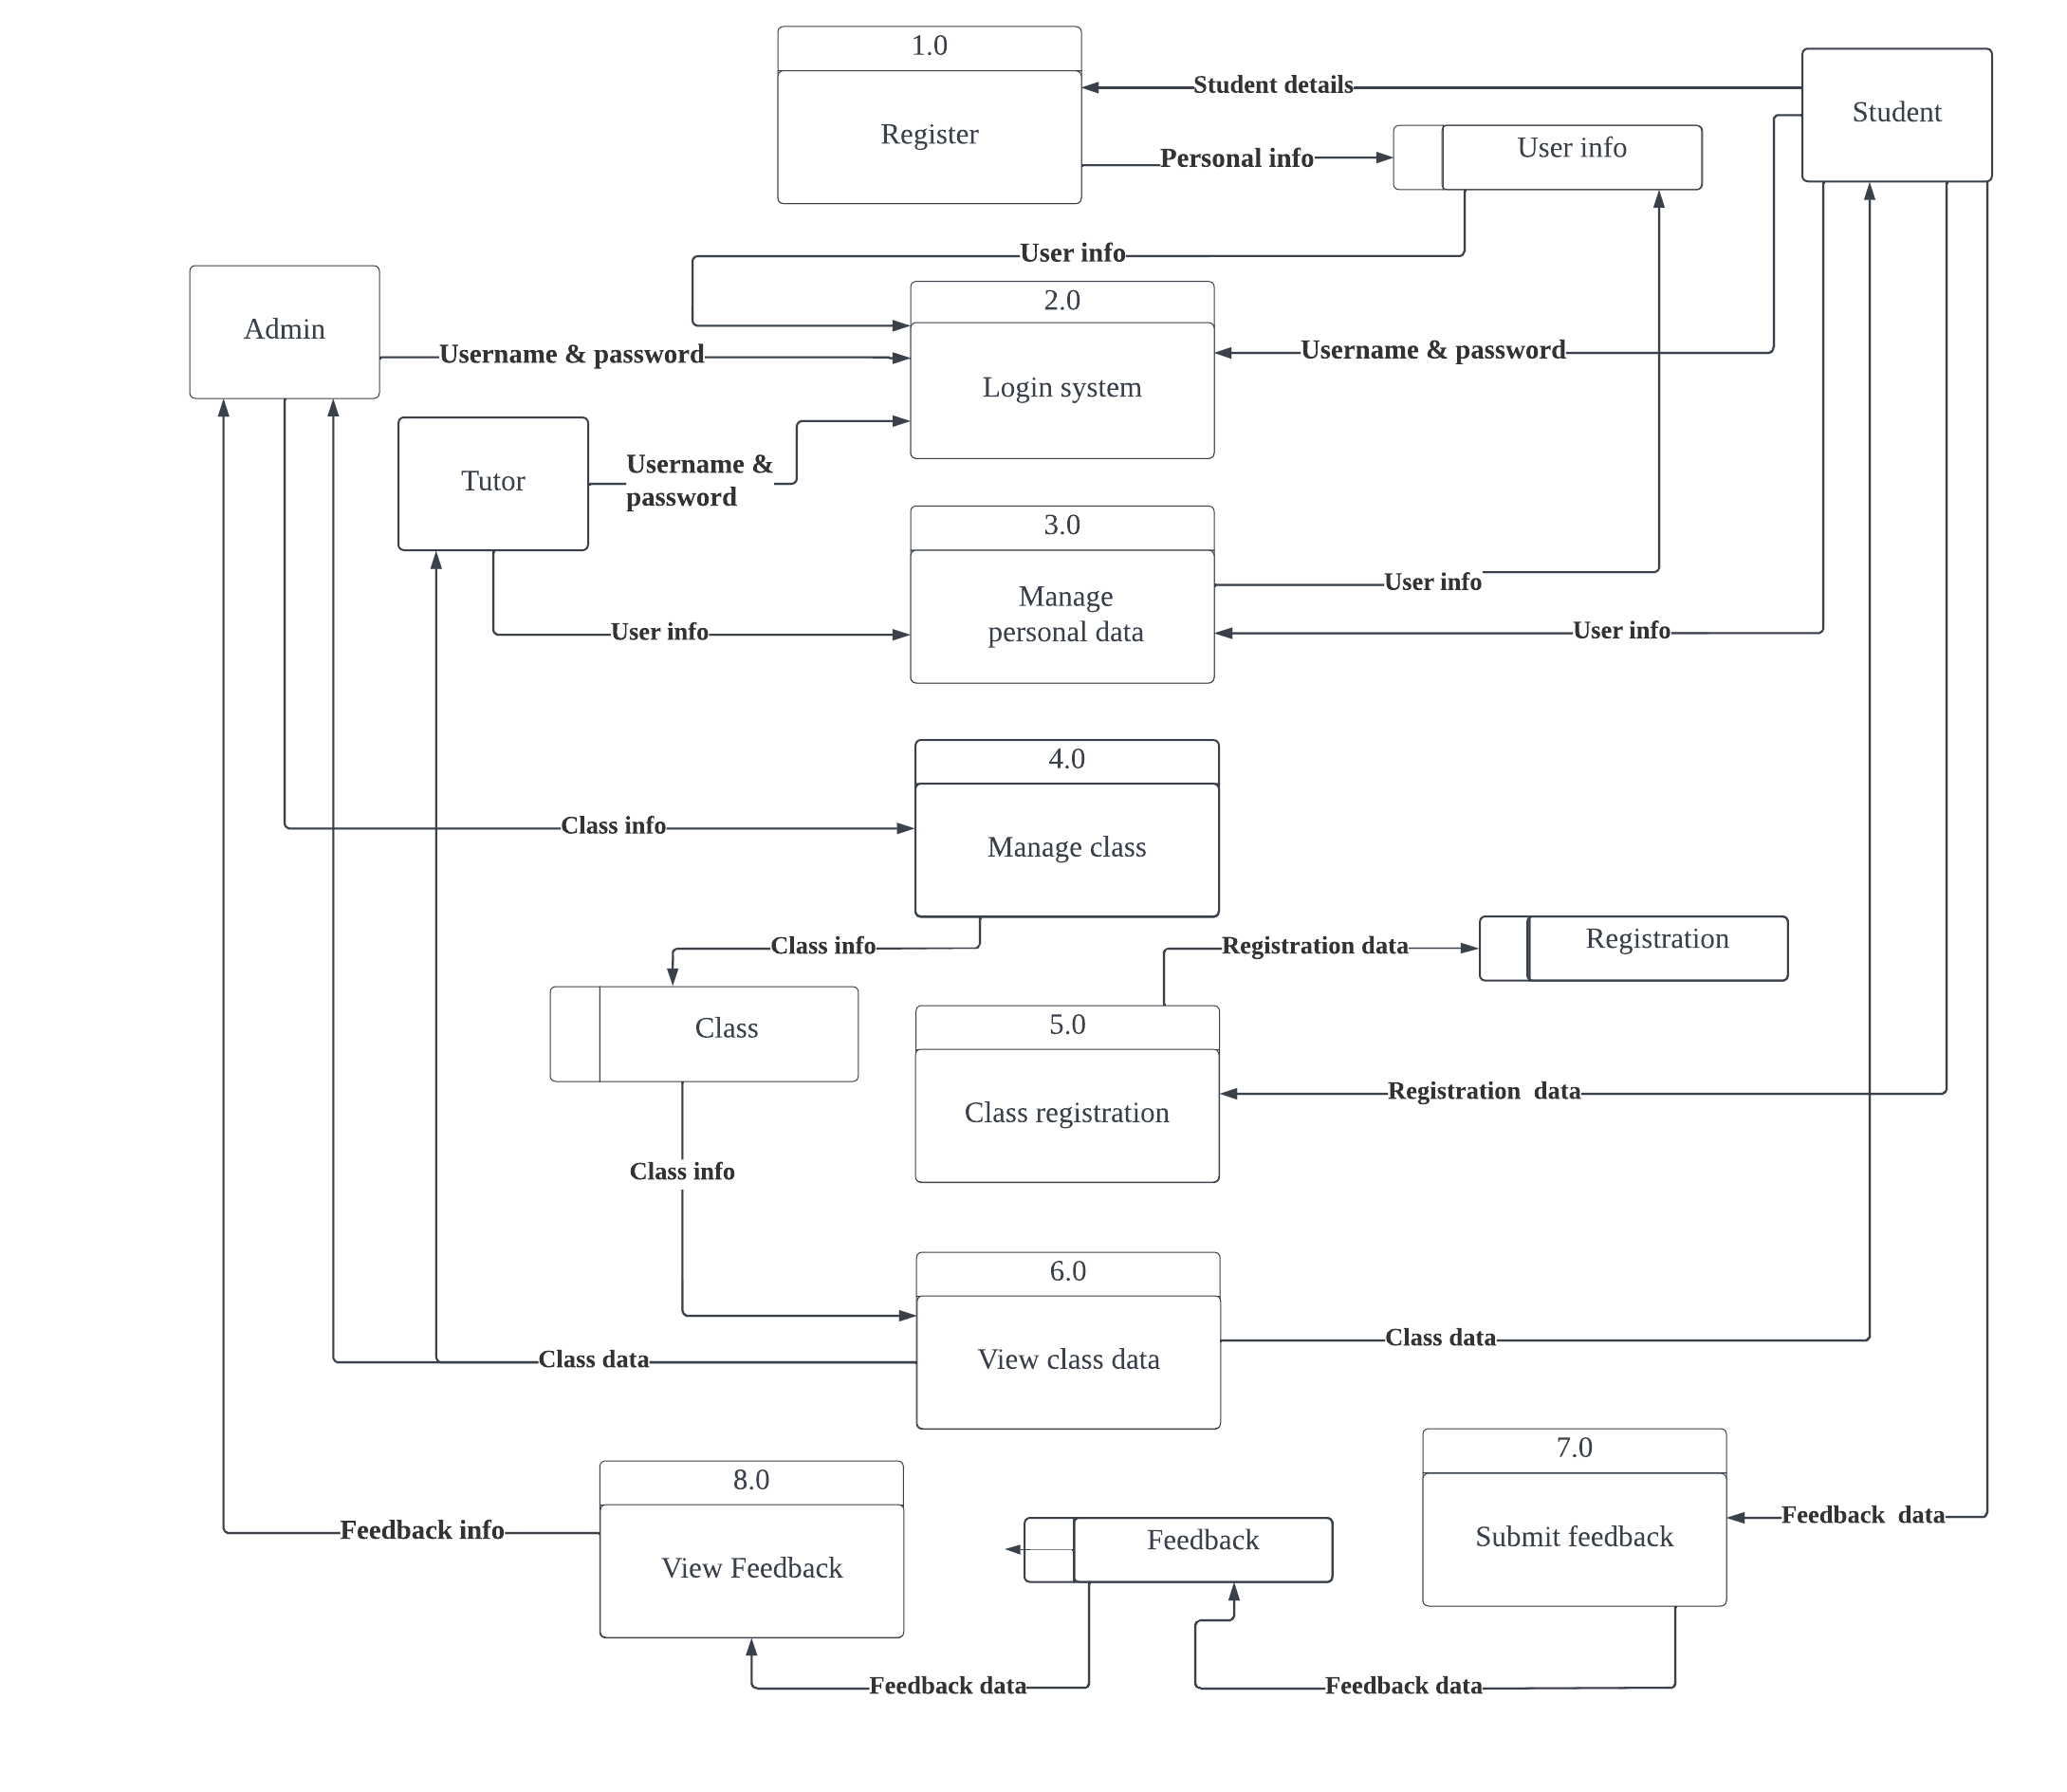 1.0
Student details
Student
Register
User info
Personal info
User info
2.0
Admin
Username & password
Username & password
Login system
Username &
password
Tutor
3.0
User info
Manage
personal data
User info
User info
4.0
Class info
Manage class
Class info
Registration data
Registration
Class
5.0
Registration  data
Class registration
Class info
6.0
Class data
Class data
View class data
7.0
8.0
Feedback  data
Feedback info
Feedback
Submit feedback
View Feedback
Feedback data
Feedback data